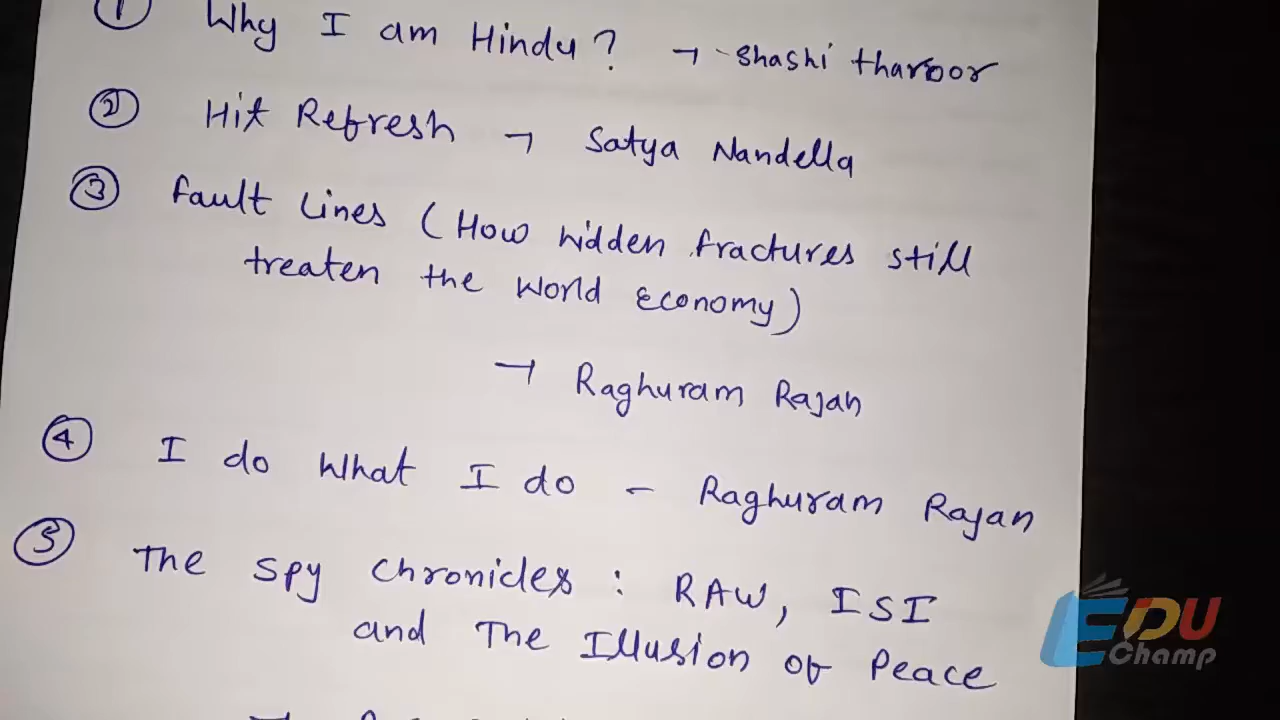 ① Why I am Hindu? → Shashi tharoor
② Hit Refresh → Satya Nandella
③ Fault Lines (How hidden fractures still
treaten the World Economy)
→ Raghuram Rajan
④ I do What I do - Raghuram Rajan
⑤ The Spy Chronicles: RAW, ISI
and The Illusion of Peace
EDU
Champ